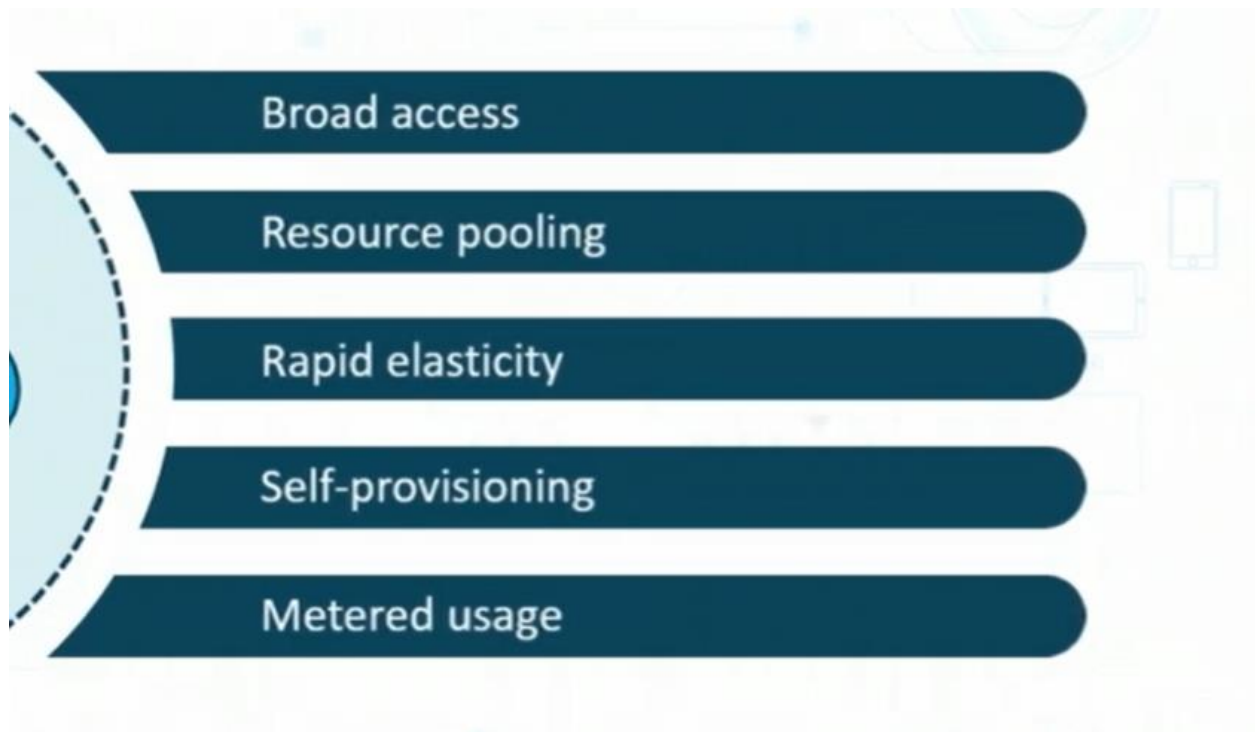 Broad access
Resource pooling
Rapid elasticity
Self-provisioning
Metered usage